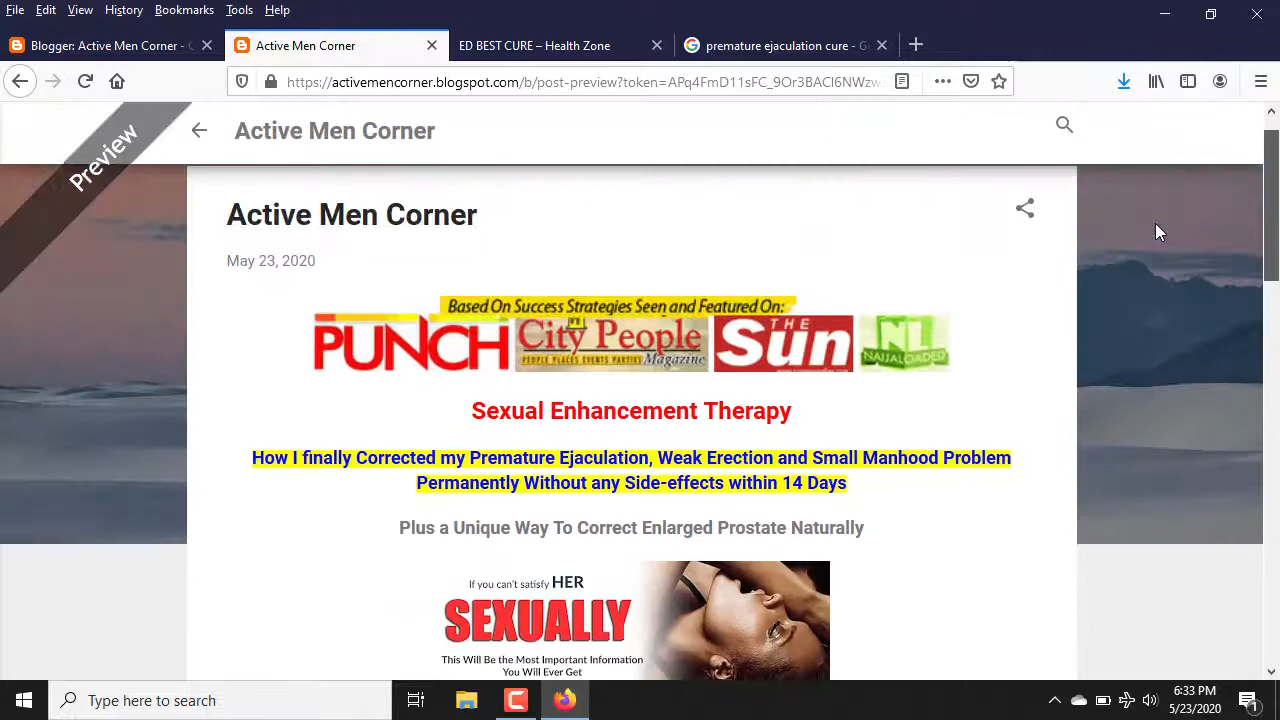 File Edit View History Bookmarks Tools Help
Blogger: Active Men Corner - C
Active Men Corner
ED BEST CURE – Health Zone
premature ejaculation cure - G
https://activemencorner.blogspot.com/b/post-preview?token=APq4FmD11sFC_9Or3BACl6NWzw
Preview
Active Men Corner
Active Men Corner
May 23, 2020
Based On Success Strategies Seen and Featured On:
PUNCH
City People
PEOPLE PLACES EVENTS PARTIES Magazine
THE
Sun
NL
NAIJALOADED
Sexual Enhancement Therapy
How I finally Corrected my Premature Ejaculation, Weak Erection and Small Manhood Problem
Permanently Without any Side-effects within 14 Days
Plus a Unique Way To Correct Enlarged Prostate Naturally
If you can't satisfy HER
SEXUALLY
This Will Be the Most Important Information
You Will Ever Get
Type here to search
6:33 PM
5/23/2020
1